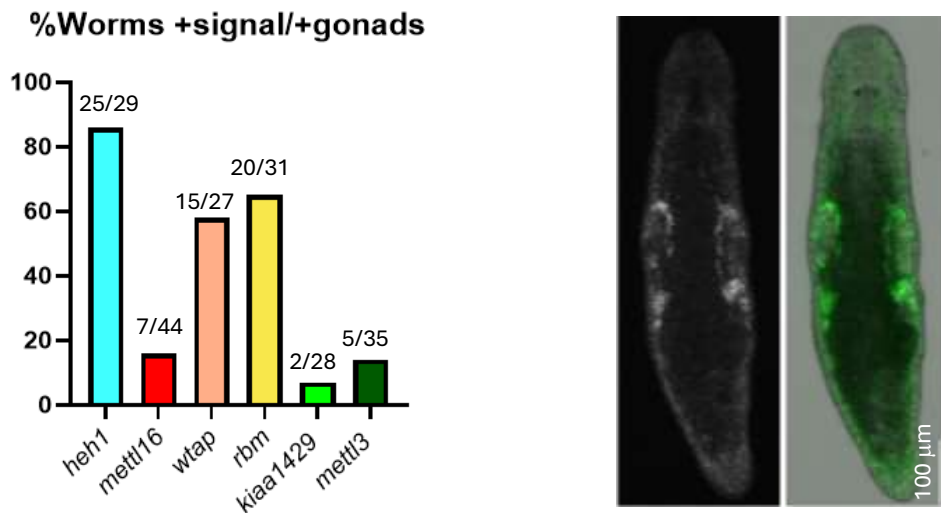 %Worms +signal/+gonads
100
80
60
40
20
0
25/29
7/44
15/27
20/31
2/28
5/35
heh1
mettl16
wtap
rbm
kiaa1429
mettl3
100 μm